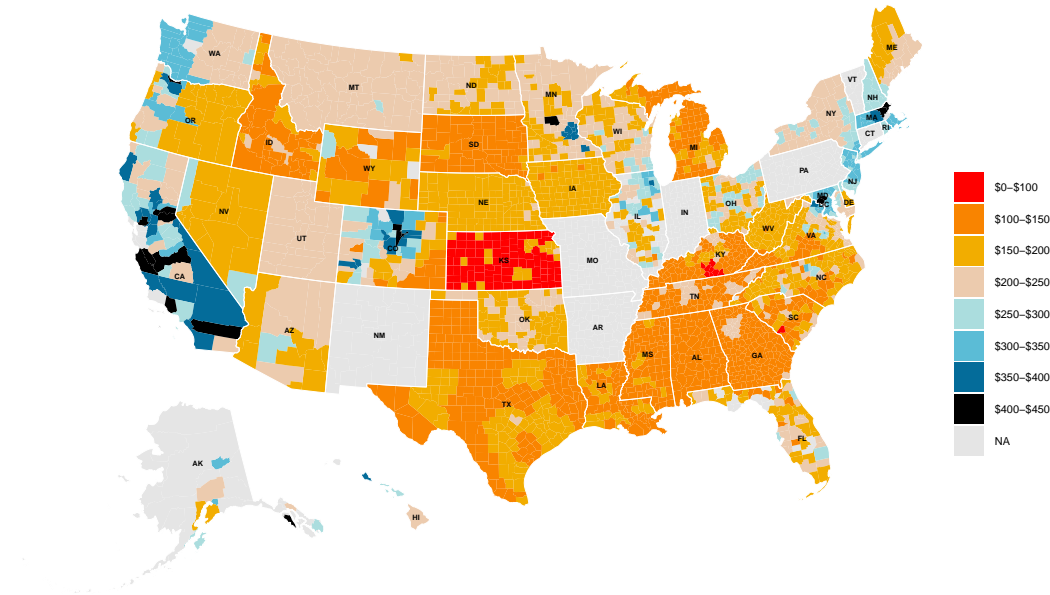 ME
WA
VT
MT
ND
MN
NH
NY
MA
OR
RI
WI
CT
ID
SD
MI
WY
PA
NJ
IA
MD
NE
OH
DE
DC
NV
IL
IN
WV
VA
UT
CO
KY
KS
MO
CA
NC
TN
SC
OK
AZ
AR
NM
MS
AL
GA
LA
TX
FL
AK
HI
$0–$100
$100–$150
$150–$200
$200–$250
$250–$300
$300–$350
$350–$400
$400–$450
NA